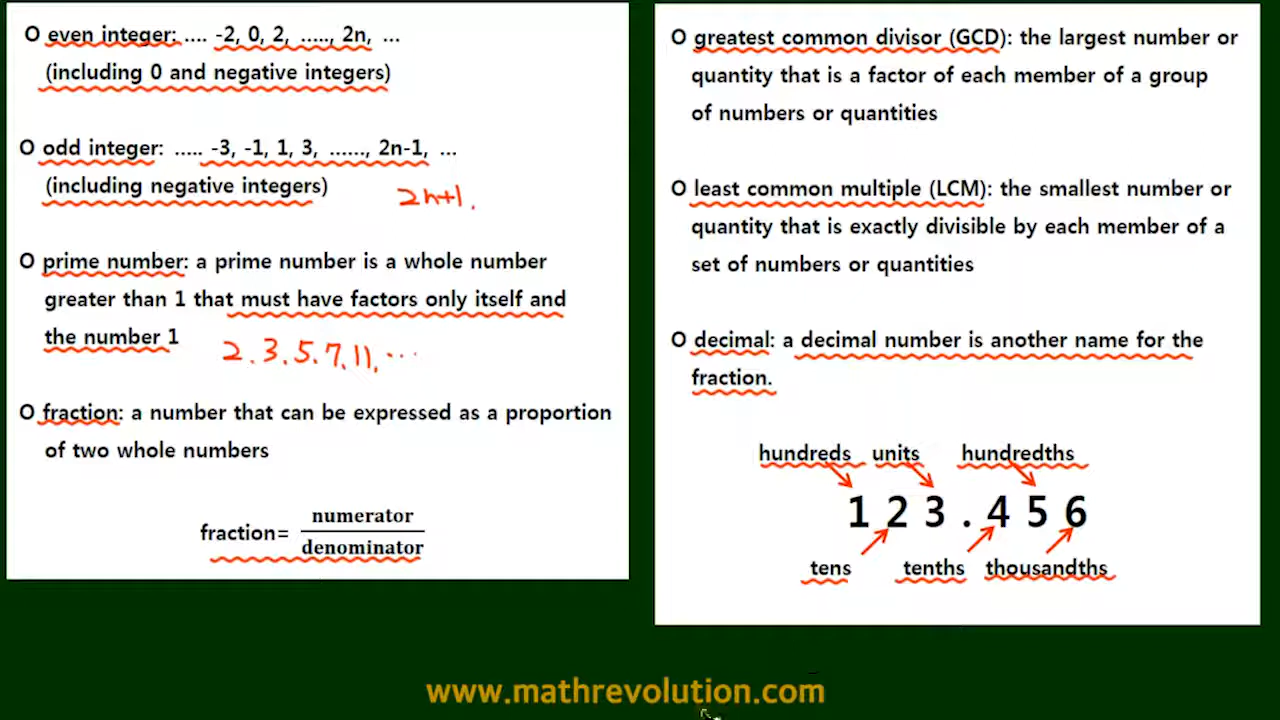 O even integer: .... -2, 0, 2, ....., 2n, ...
(including 0 and negative integers)
O odd integer: ..... -3, -1, 1, 3, ......, 2n-1, ...
(including negative integers)
2n+1.
O prime number: a prime number is a whole number
greater than 1 that must have factors only itself and
the number 1
2. 3. 5. 7. 11. ...
O fraction: a number that can be expressed as a proportion
of two whole numbers
numerator
fraction=
denominator
O greatest common divisor (GCD): the largest number or
quantity that is a factor of each member of a group
of numbers or quantities
O least common multiple (LCM): the smallest number or
quantity that is exactly divisible by each member of a
set of numbers or quantities
O decimal: a decimal number is another name for the
fraction.
hundreds units hundredths
1 2 3 . 4 5 6
tens tenths thousandths
www.mathrevolution.com